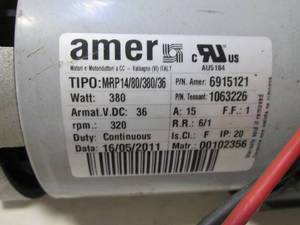 amer
c US
AU5184
Motori e Motoriduttori a CC - Valdagno (VI) ITALY
TIPO: MRP14/80/380/36 P/N. Amer: 6915121
Watt: 380 P/N. Tennant: 1063226
Armat.V.DC: 36 A: 15 F.F.: 1
rpm.: 320 R.R.: 6/1
Duty: Continuous Is.Cl.: F IP: 20
Data: 16/05/2011 Matr.: 00102356